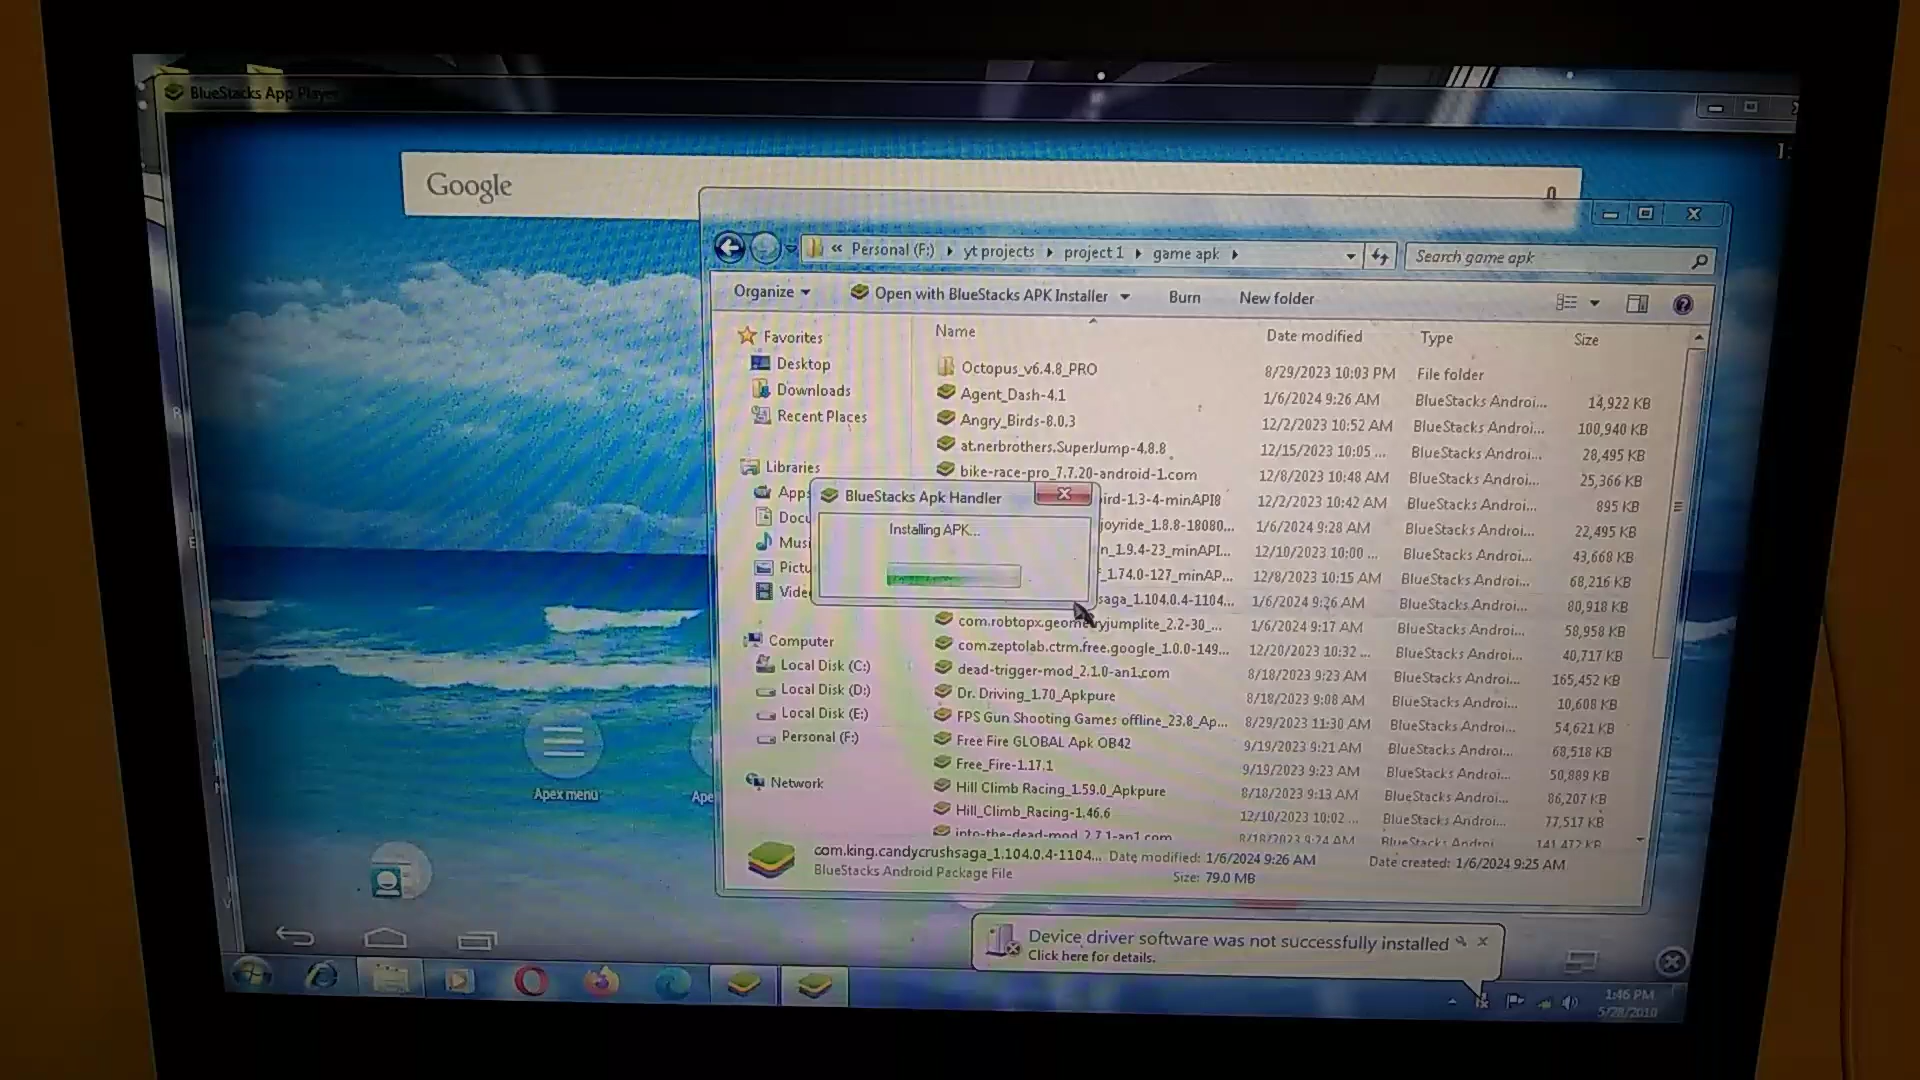 BlueStacks App Player
Google
« Personal (F:) yt projects project 1 game apk
Search game apk
Organize Open with BlueStacks APK Installer Burn New folder
Name Date modified Type Size
Favorites
Desktop
Downloads
Recent Places
Libraries
Apps
Docu
Musi
Pictu
Vide
Computer
Local Disk (C:)
Local Disk (D:)
Local Disk (E:)
Personal (F:)
Network
Octopus_v6.4.8_PRO 8/29/2023 10:03 PM File folder
Agent_Dash-4.1 1/6/2024 9:26 AM BlueStacks Androi... 14,922 KB
Angry_Birds-8.0.3 12/2/2023 10:52 AM BlueStacks Androi... 100,940 KB
at.nerbrothers.SuperJump-4.8.8 12/15/2023 10:05 ... BlueStacks Androi... 28,495 KB
bike-race-pro_7.7.20-android-1.com 12/8/2023 10:48 AM BlueStacks Androi... 25,366 KB
ird-1.3-4-minAPI8 12/2/2023 10:42 AM BlueStacks Androi... 895 KB
joyride_1.8.8-18080... 1/6/2024 9:28 AM BlueStacks Androi... 22,495 KB
n_1.9.4-23_minAPI... 12/10/2023 10:00 ... BlueStacks Androi... 43,668 KB
_1.74.0-127_minAP... 12/8/2023 10:15 AM BlueStacks Androi... 68,216 KB
saga_1.104.0.4-1104... 1/6/2024 9:26 AM BlueStacks Androi... 80,918 KB
com.robtopx.geometryjumplite_2.2-30_... 1/6/2024 9:17 AM BlueStacks Androi... 58,958 KB
com.zeptolab.ctrm.free.google_1.0.0-149... 12/20/2023 10:32 ... BlueStacks Androi... 40,717 KB
dead-trigger-mod_2.1.0-an1.com 8/18/2023 9:23 AM BlueStacks Androi... 165,452 KB
Dr. Driving_1.70_Apkpure 8/18/2023 9:08 AM BlueStacks Androi... 10,608 KB
FPS Gun Shooting Games offline_23.8_Ap... 8/29/2023 11:30 AM BlueStacks Androi... 54,621 KB
Free Fire GLOBAL Apk OB42 9/19/2023 9:21 AM BlueStacks Androi... 68,518 KB
Free_Fire-1.17.1 9/19/2023 9:23 AM BlueStacks Androi... 50,889 KB
Hill Climb Racing_1.59.0_Apkpure 8/18/2023 9:13 AM BlueStacks Androi... 86,207 KB
Hill_Climb_Racing-1.46.6 12/10/2023 10:02 ... BlueStacks Androi... 77,517 KB
into-the-dead-mod_2.7.1-an1.com 8/18/2023 9:24 AM BlueStacks Androi... 141,472 KB
BlueStacks Apk Handler
Installing APK...
com.king.candycrushsaga_1.104.0.4-1104... Date modified: 1/6/2024 9:26 AM Date created: 1/6/2024 9:25 AM
BlueStacks Android Package File Size: 79.0 MB
Apex menu
Ape
Device driver software was not successfully installed
Click here for details.
1:46 PM
5/28/2010